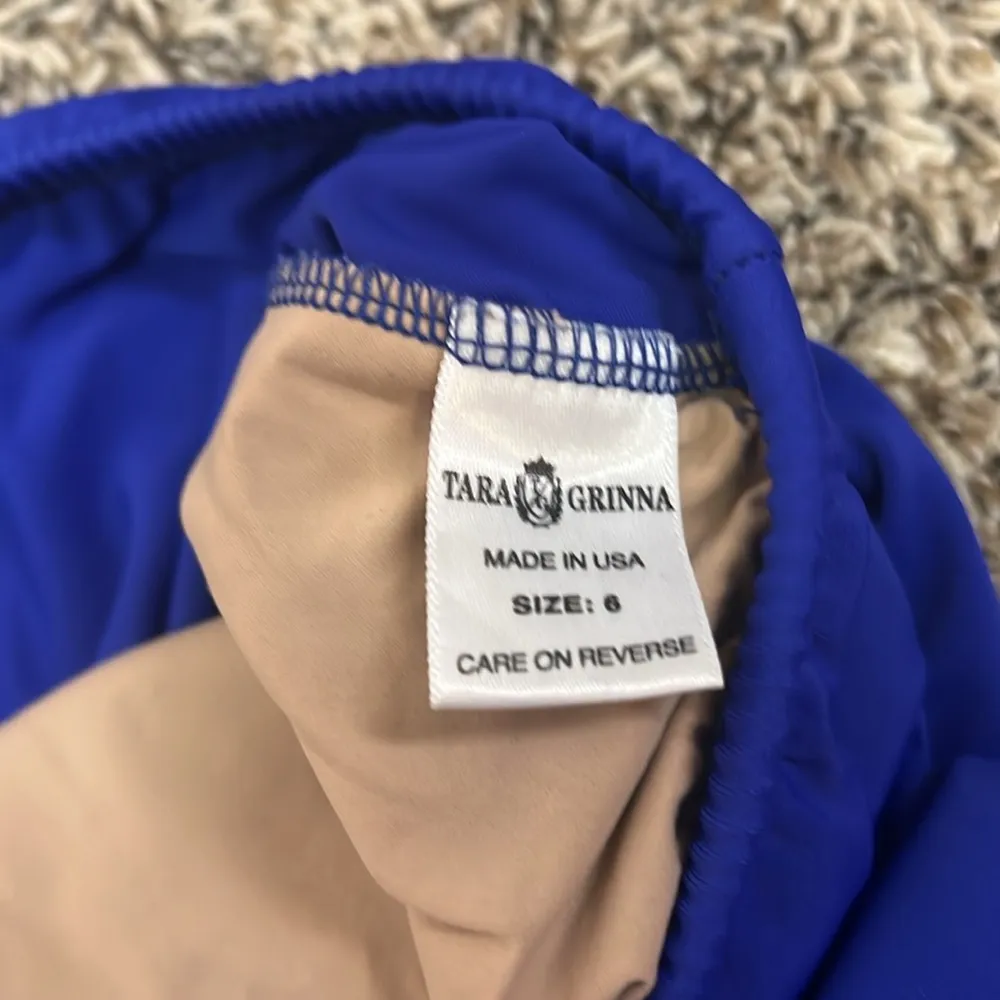 TARA GRINNA
MADE IN USA
SIZE: 6
CARE ON REVERSE